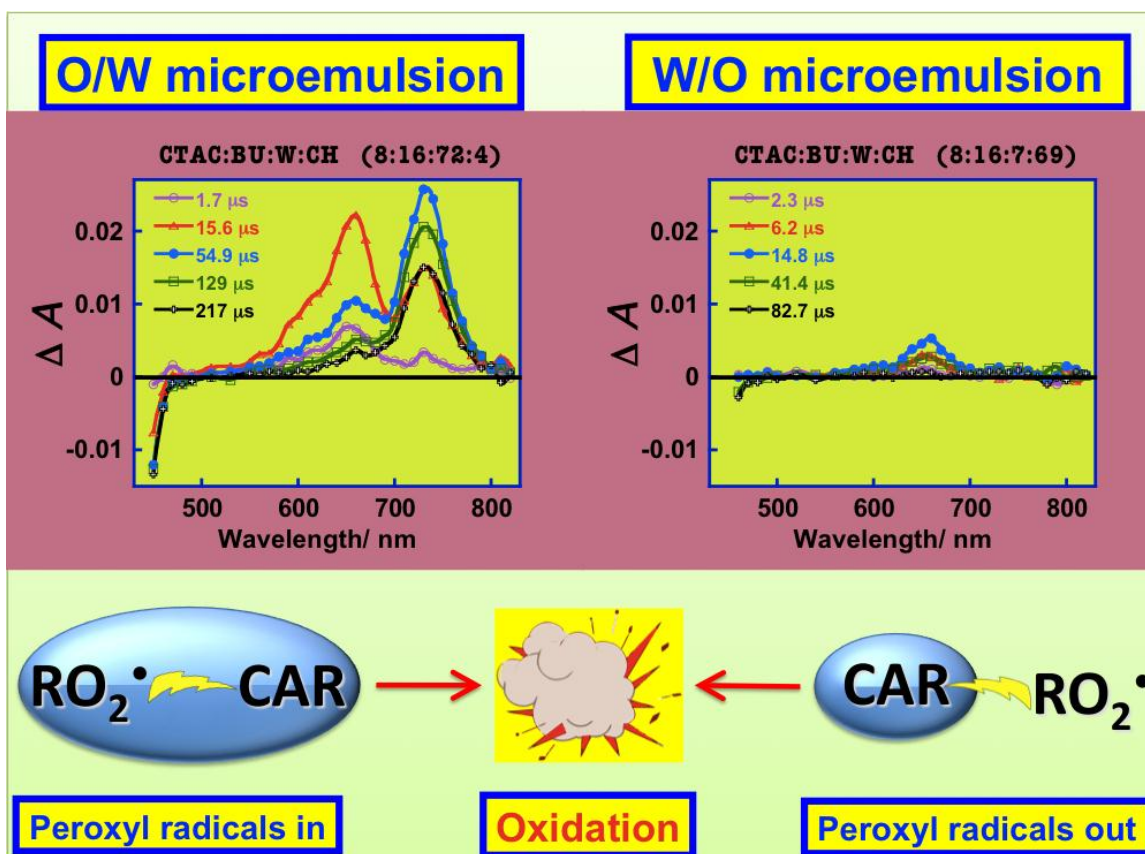 O/W microemulsion
W/O microemulsion
CTAC:BU:W:CH (8:16:72:4)
1.7 µs
15.6 µs
54.9 µs
129 µs
217 µs
0.02
0.01
0
-0.01
Δ A
500 600 700 800
Wavelength/ nm
CTAC:BU:W:CH (8:16:7:69)
2.3 µs
6.2 µs
14.8 µs
41.4 µs
82.7 µs
0.02
0.01
0
-0.01
Δ A
500 600 700 800
Wavelength/ nm
RO₂• CAR
CAR RO₂•
Peroxyl radicals in
Oxidation
Peroxyl radicals out